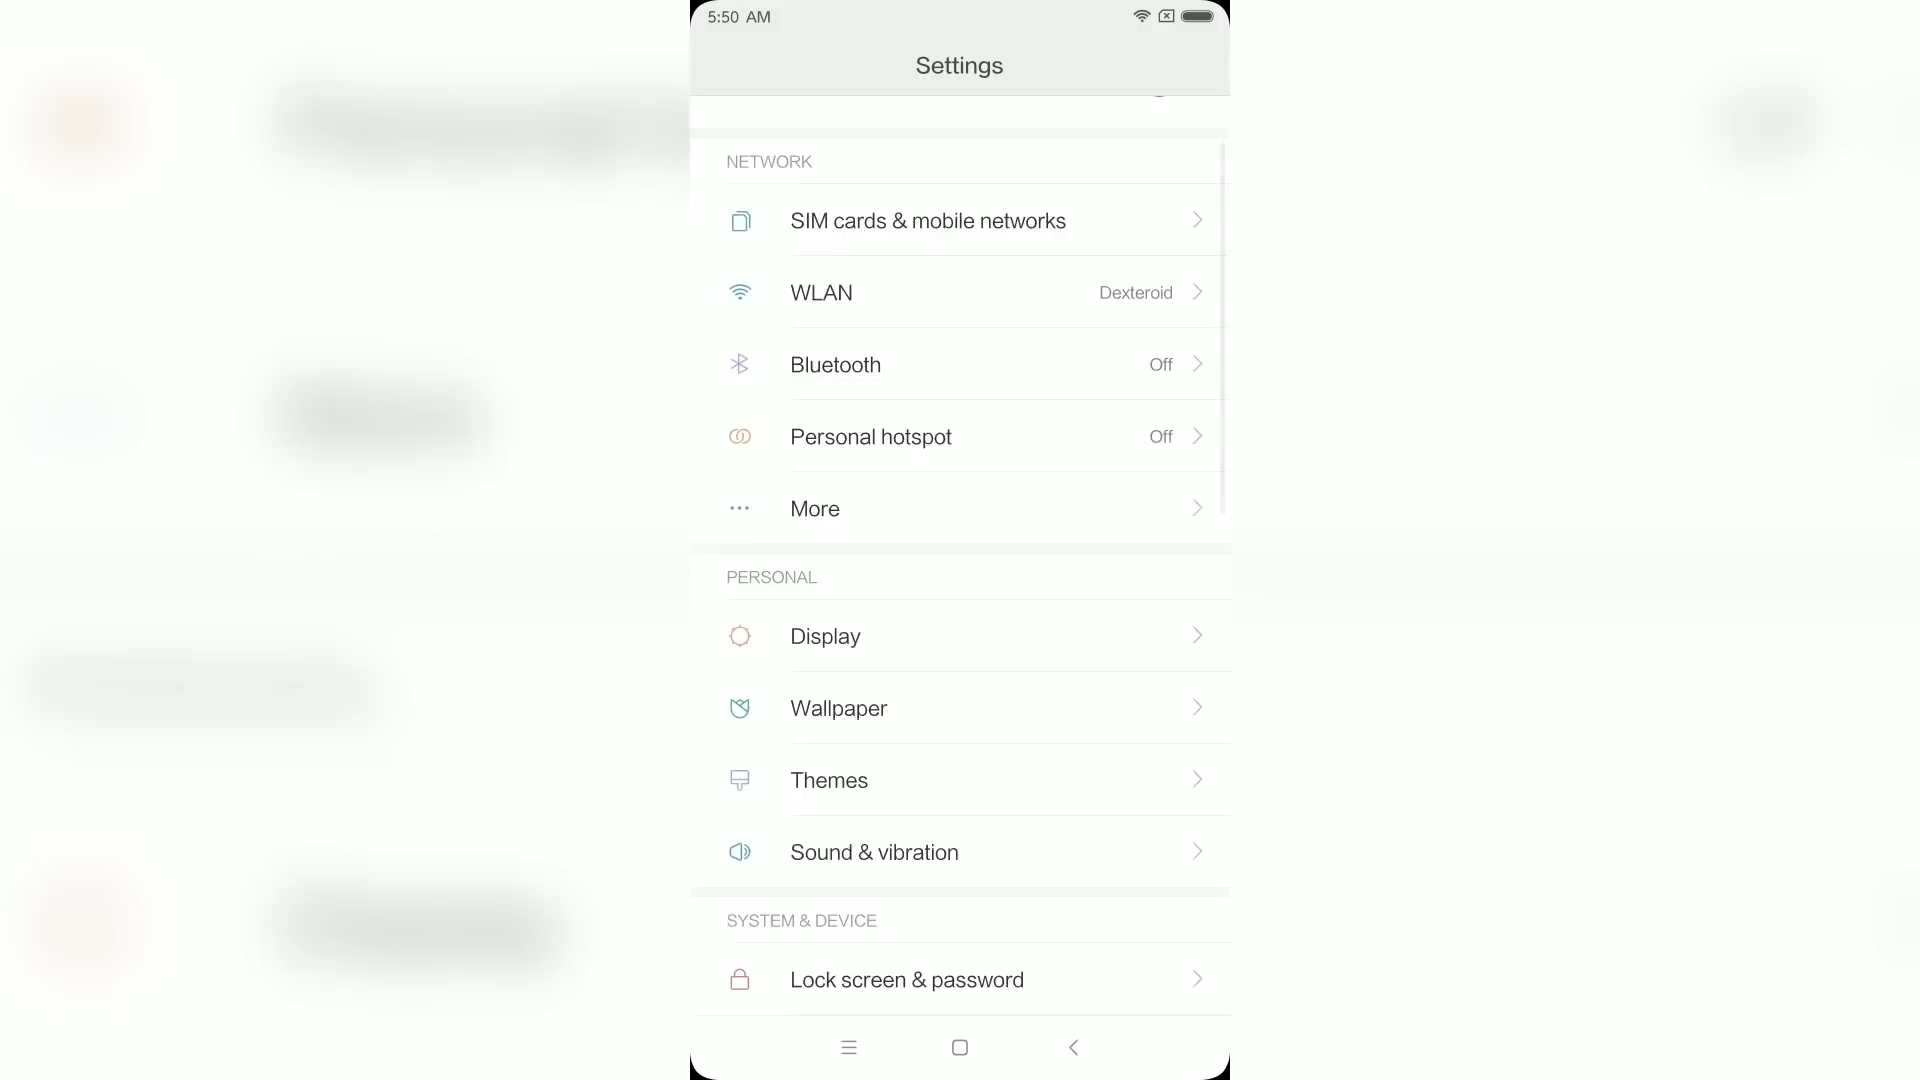 5:50 AM
Settings
NETWORK
SIM cards & mobile networks
WLAN Dexteroid
Bluetooth Off
Personal hotspot Off
More
PERSONAL
Display
Wallpaper
Themes
Sound & vibration
SYSTEM & DEVICE
Lock screen & password